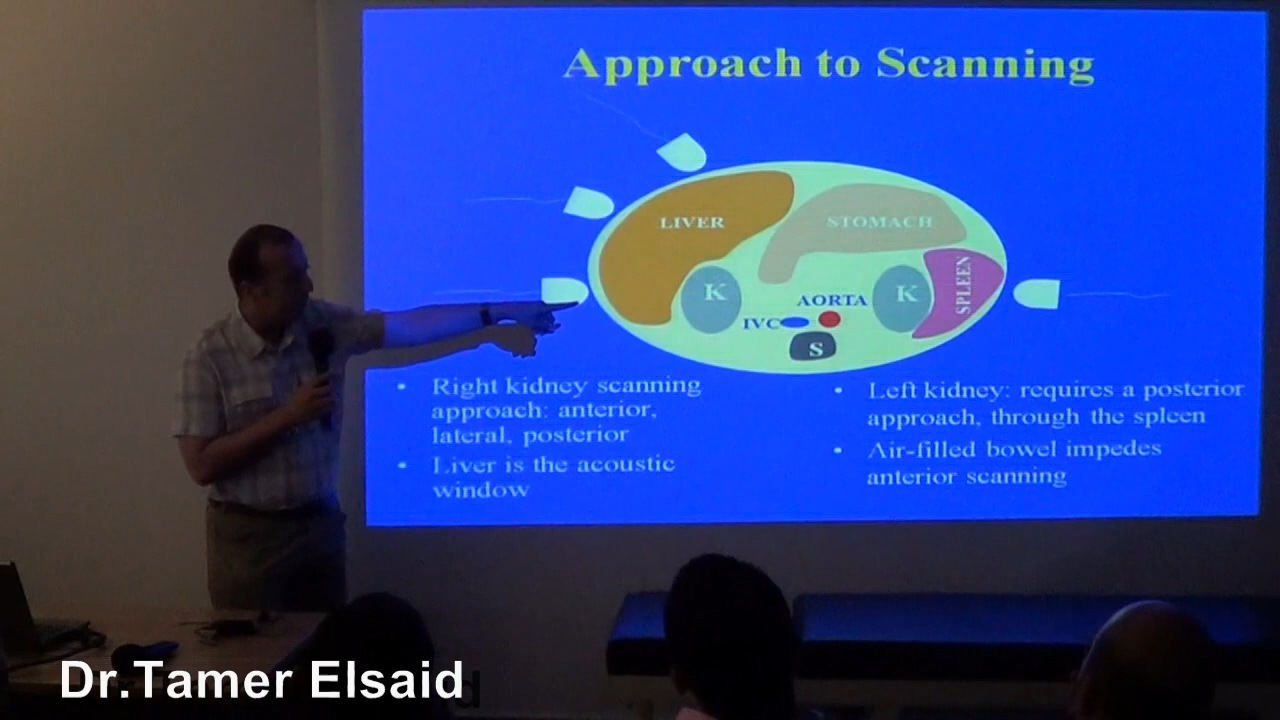 Approach to Scanning
LIVER
STOMACH
SPLEEN
K
K
AORTA
IVC
S
• Right kidney scanning
approach: anterior,
lateral, posterior
• Liver is the acoustic
window
• Left kidney: requires a posterior
approach, through the spleen
• Air-filled bowel impedes
anterior scanning
Dr.Tamer Elsaid